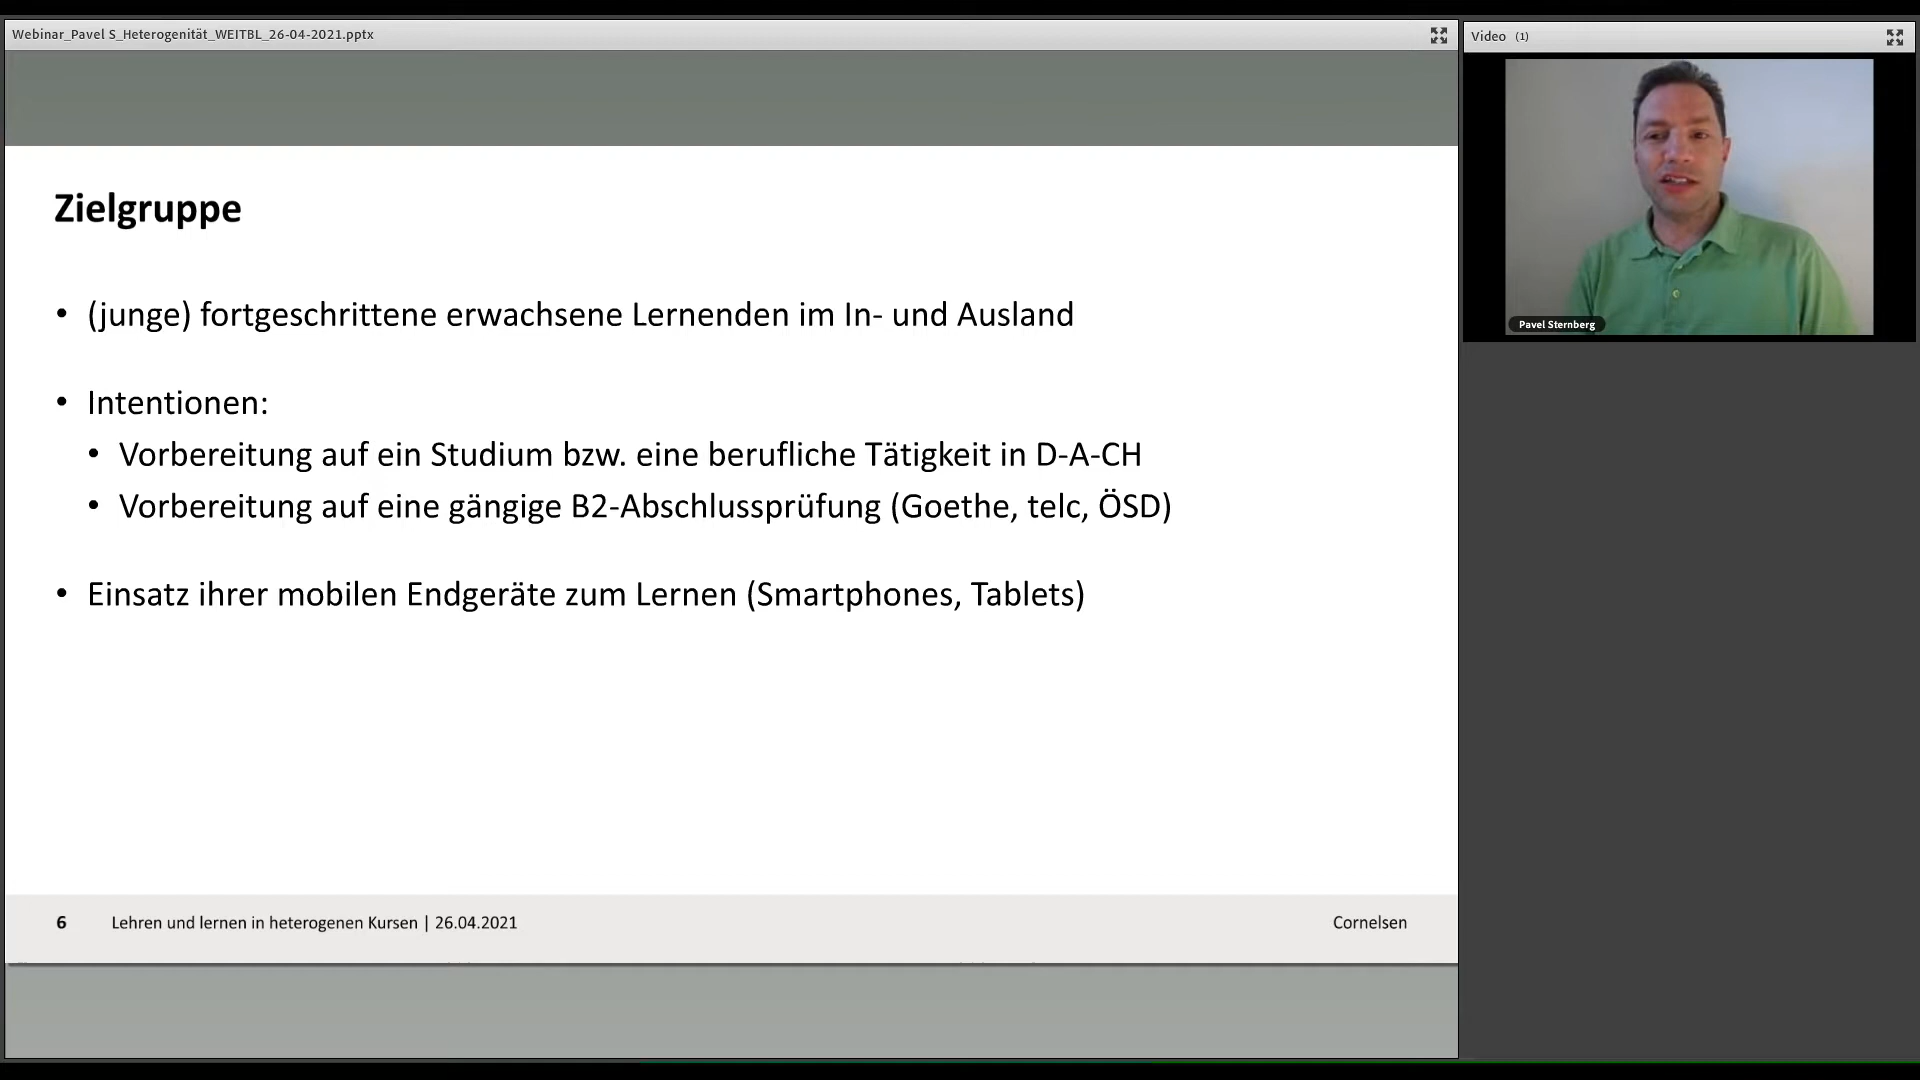 Webinar_Pavel S_Heterogenität_WEITBL_26-04-2021.pptx
Video (1)
Pavel Sternberg
Zielgruppe
• (junge) fortgeschrittene erwachsene Lernenden im In- und Ausland
• Intentionen:
• Vorbereitung auf ein Studium bzw. eine berufliche Tätigkeit in D-A-CH
• Vorbereitung auf eine gängige B2-Abschlussprüfung (Goethe, telc, ÖSD)
• Einsatz ihrer mobilen Endgeräte zum Lernen (Smartphones, Tablets)
6 Lehren und lernen in heterogenen Kursen | 26.04.2021 Cornelsen